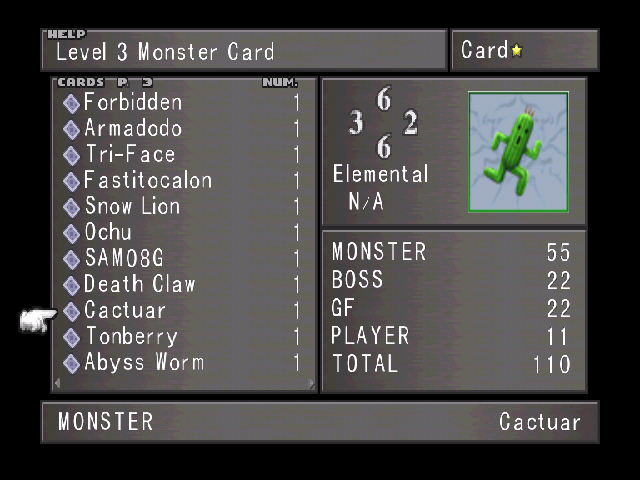 HELP
Level 3 Monster Card
Card
CARDS P. 3 NUM.
Forbidden 1
Armadodo 1
Tri-Face 1
Fastitocalon 1
Snow Lion 1
Ochu 1
SAM08G 1
Death Claw 1
Cactuar 1
Tonberry 1
Abyss Worm 1
6
3 2
6
Elemental
N/A
MONSTER 55
BOSS 22
GF 22
PLAYER 11
TOTAL 110
MONSTER Cactuar